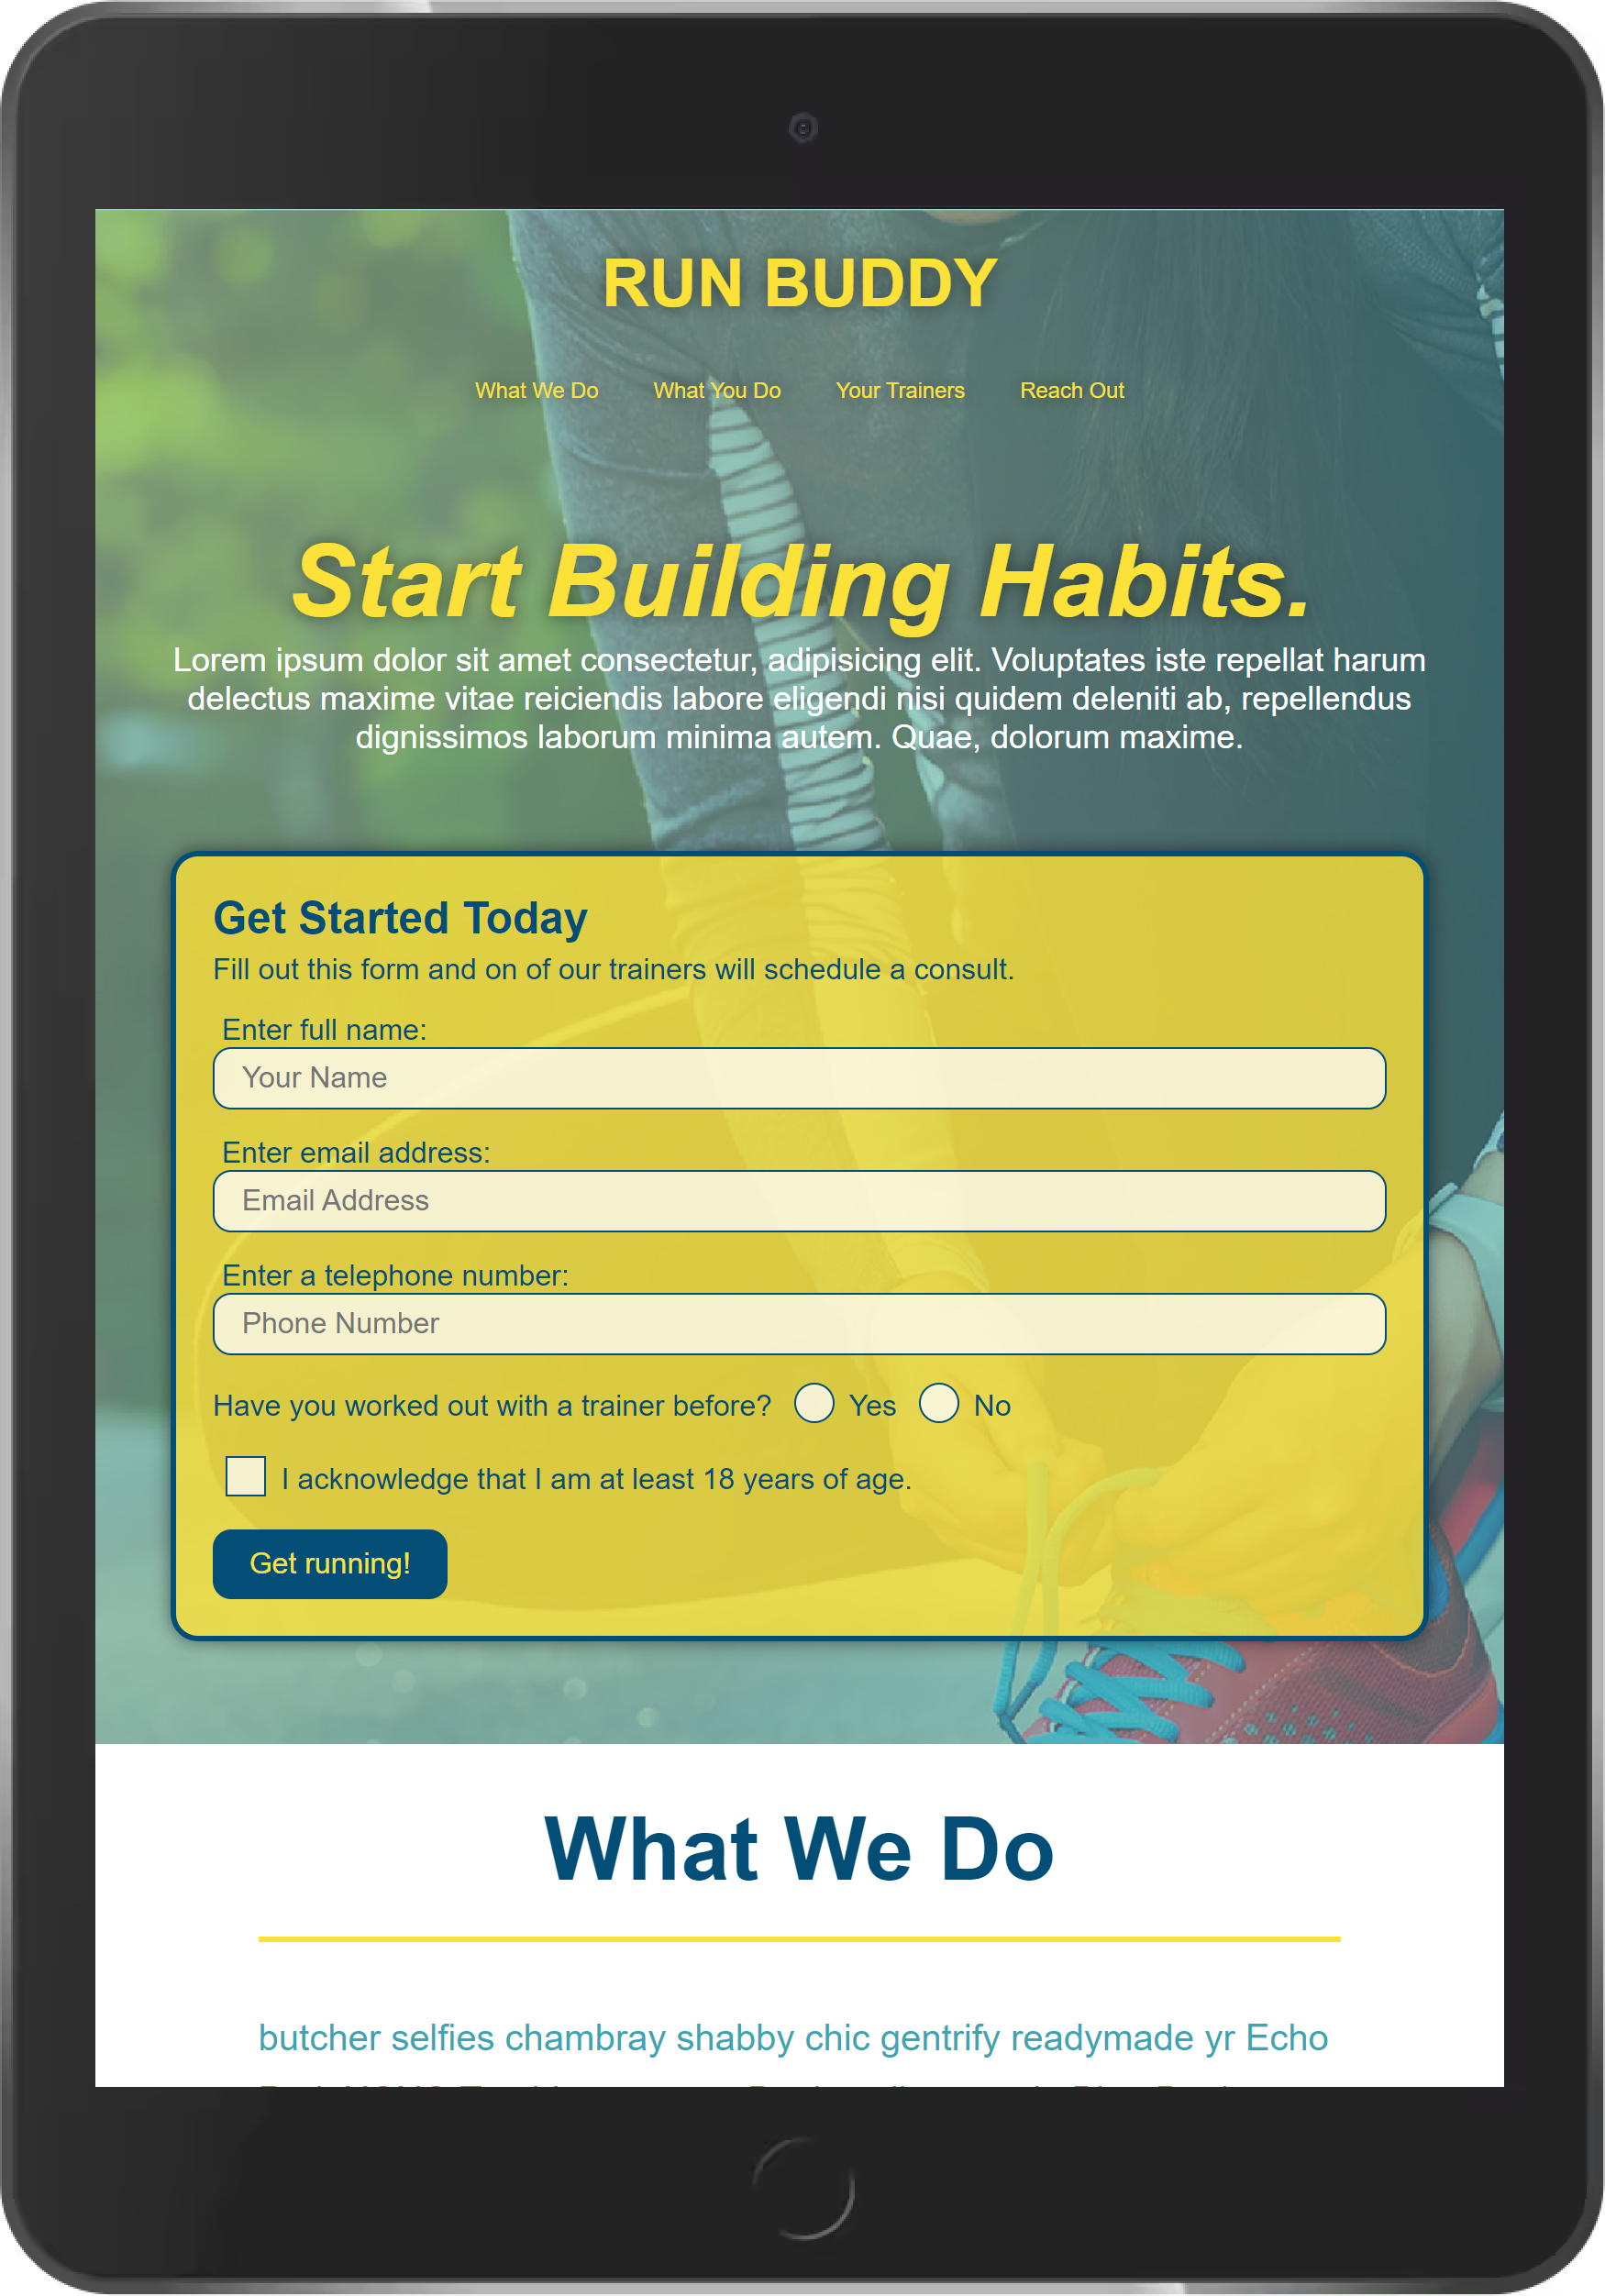 RUN BUDDY
What We Do What You Do Your Trainers Reach Out
Start Building Habits.
Lorem ipsum dolor sit amet consectetur, adipisicing elit. Voluptates iste repellat harum
delectus maxime vitae reiciendis labore eligendi nisi quidem deleniti ab, repellendus
dignissimos laborum minima autem. Quae, dolorum maxime.
Get Started Today
Fill out this form and on of our trainers will schedule a consult.
Enter full name:
Your Name
Enter email address:
Email Address
Enter a telephone number:
Phone Number
Have you worked out with a trainer before? Yes No
I acknowledge that I am at least 18 years of age.
Get running!
What We Do
butcher selfies chambray shabby chic gentrify readymade yr Echo